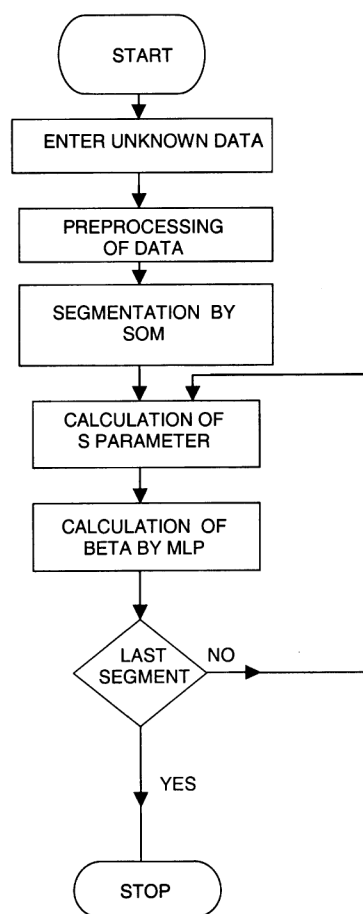 START
ENTER UNKNOWN DATA
PREPROCESSING
OF DATA
SEGMENTATION BY
SOM
CALCULATION OF
S PARAMETER
CALCULATION OF
BETA BY MLP
LAST
SEGMENT
NO
YES
STOP